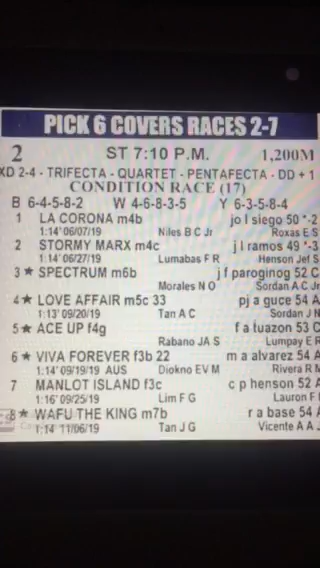 PICK 6 COVERS RACES 2-7
2 ST 7:10 P.M. 1,200M
XD 2-4 - TRIFECTA - QUARTET - PENTAFECTA - DD + 1
CONDITION RACE (17)
B 6-4-5-8-2 W 4-6-8-3-5 Y 6-3-5-8-4
1 LA CORONA m4b jo l siego 50 *-2
1:14' 06/07/19 Niles B C Jr Roxas E S
2 STORMY MARX m4c j l ramos 49 *-3
1:14' 06/27/19 Lumabas F R Henson Jef S
3 ★ SPECTRUM m6b j f paroginog 52 C
Morales N O Sordan A C Jr
4 ★ LOVE AFFAIR m5c 33 pj a guce 54 A
1:13' 09/20/19 Tan A C Sordan J N
5 ★ ACE UP f4g f a tuazon 53 C
Rabano JA S Lumpay E R
6 ★ VIVA FOREVER f3b 22 m a alvarez 54 A
1:14' 09/19/19 AUS Diokno EV M Rivera R M
7 MANLOT ISLAND f3c c p henson 52 A
1:16' 09/25/19 Lim F G Lauron F
8 ★ WAFU THE KING m7b r a base 54 A
1:14' 11/06/19 Tan J G Vicente A A J